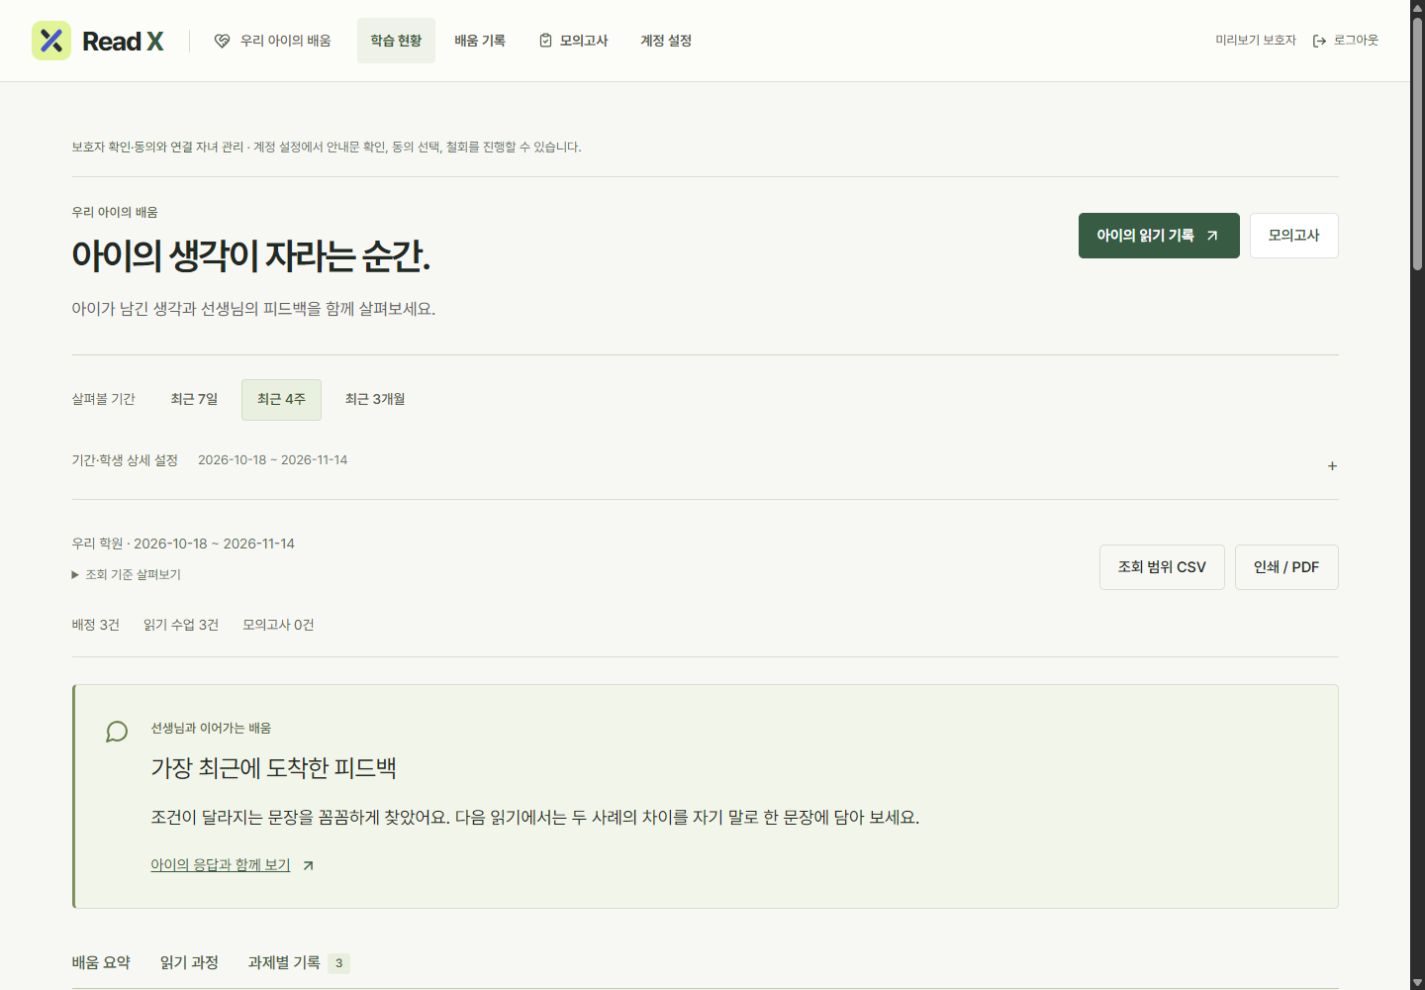 Read X
우리 아이의 배움
학습 현황
배움 기록
모의고사
계정 설정
미리보기 보호자
로그아웃
보호자 확인·동의와 연결 자녀 관리 · 계정 설정에서 안내문 확인, 동의 선택, 철회를 진행할 수 있습니다.
우리 아이의 배움
아이의 생각이 자라는 순간.
아이가 남긴 생각과 선생님의 피드백을 함께 살펴보세요.
아이의 읽기 기록
모의고사
살펴볼 기간 최근 7일 최근 4주 최근 3개월
기간·학생 상세 설정 2026-10-18 ~ 2026-11-14 +
우리 학원 · 2026-10-18 ~ 2026-11-14
조회 기준 살펴보기
조회 범위 CSV
인쇄 / PDF
배정 3건 읽기 수업 3건 모의고사 0건
선생님과 이어가는 배움
가장 최근에 도착한 피드백
조건이 달라지는 문장을 꼼꼼하게 찾았어요. 다음 읽기에서는 두 사례의 차이를 자기 말로 한 문장에 담아 보세요.
아이의 응답과 함께 보기
배움 요약 읽기 과정 과제별 기록 3